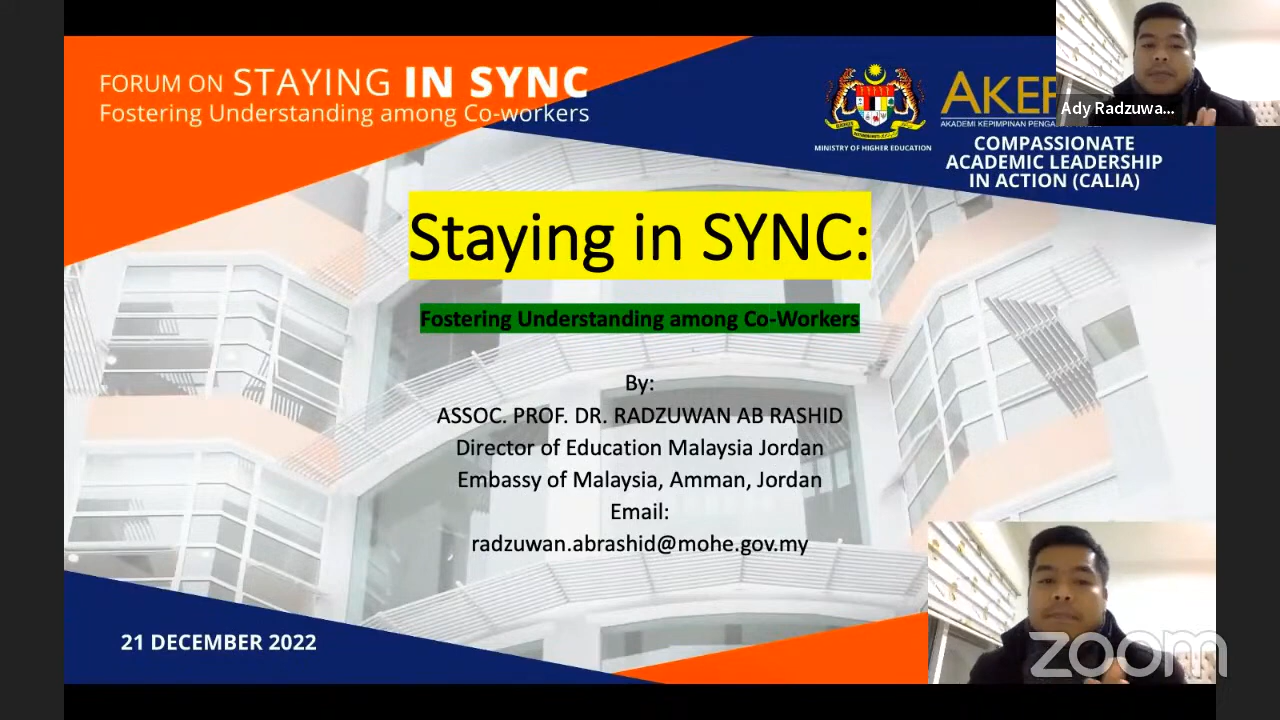 FORUM ON STAYING IN SYNC
Fostering Understanding among Co-workers
MINISTRY OF HIGHER EDUCATION
AKEP
AKADEMI KEPIMPINAN
COMPASSIONATE
ACADEMIC LEADERSHIP
IN ACTION (CALIA)
Ady Radzuwa...
Staying in SYNC:
Fostering Understanding among Co-Workers
By:
ASSOC. PROF. DR. RADZUWAN AB RASHID
Director of Education Malaysia Jordan
Embassy of Malaysia, Amman, Jordan
Email:
radzuwan.abrashid@mohe.gov.my
21 DECEMBER 2022
zoom